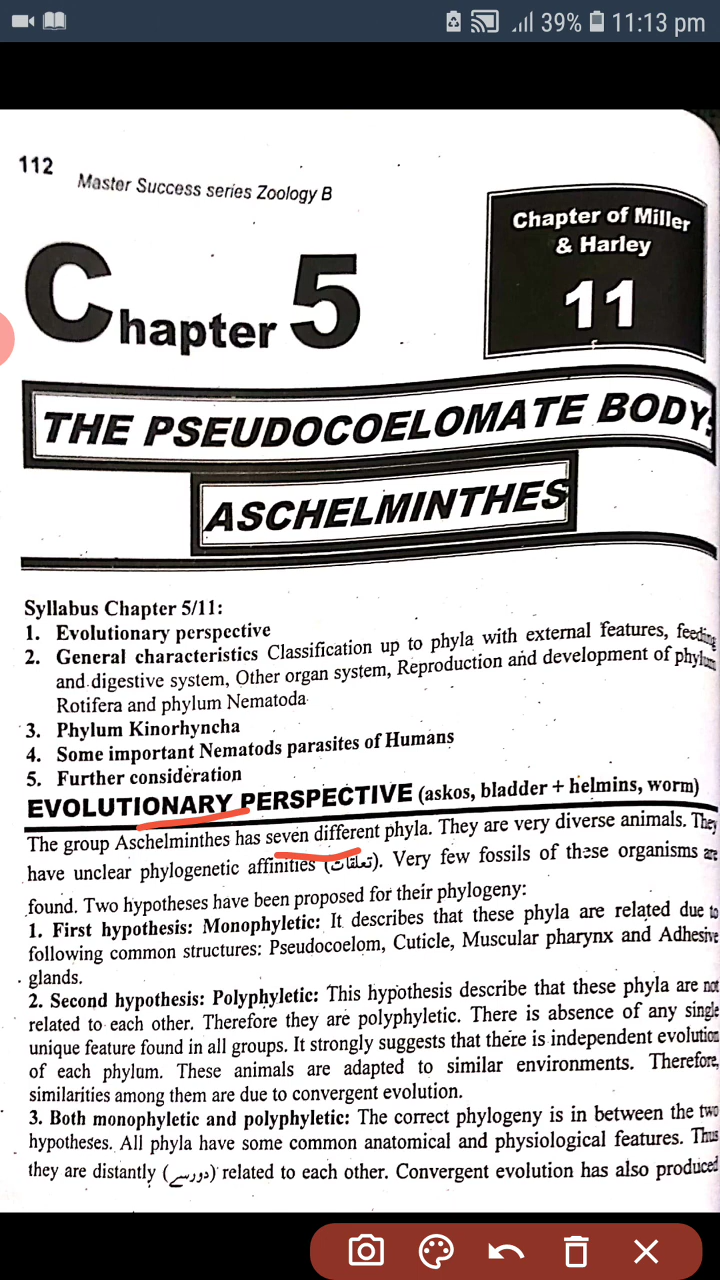 39% 11:13 pm
112
Master Success series Zoology B
Chapter of Miller
& Harley
11
Chapter 5
THE PSEUDOCOELOMATE BODY:
ASCHELMINTHES
Syllabus Chapter 5/11:
1. Evolutionary perspective
2. General characteristics Classification up to phyla with external features, feeding
and digestive system, Other organ system, Reproduction and development of phylum
Rotifera and phylum Nematoda
3. Phylum Kinorhyncha
4. Some important Nematods parasites of Humans
5. Further consideration
EVOLUTIONARY PERSPECTIVE (askos, bladder + helmins, worm)
The group Aschelminthes has seven different phyla. They are very diverse animals. They
have unclear phylogenetic affinities (تعلقات). Very few fossils of these organisms are
found. Two hypotheses have been proposed for their phylogeny:
1. First hypothesis: Monophyletic: It describes that these phyla are related due to
following common structures: Pseudocoelom, Cuticle, Muscular pharynx and Adhesive
glands.
2. Second hypothesis: Polyphyletic: This hypothesis describe that these phyla are not
related to each other. Therefore they are polyphyletic. There is absence of any single
unique feature found in all groups. It strongly suggests that there is independent evolution
of each phylum. These animals are adapted to similar environments. Therefore,
similarities among them are due to convergent evolution.
3. Both monophyletic and polyphyletic: The correct phylogeny is in between the two
hypotheses. All phyla have some common anatomical and physiological features. Thus
they are distantly (دور سے) related to each other. Convergent evolution has also produced